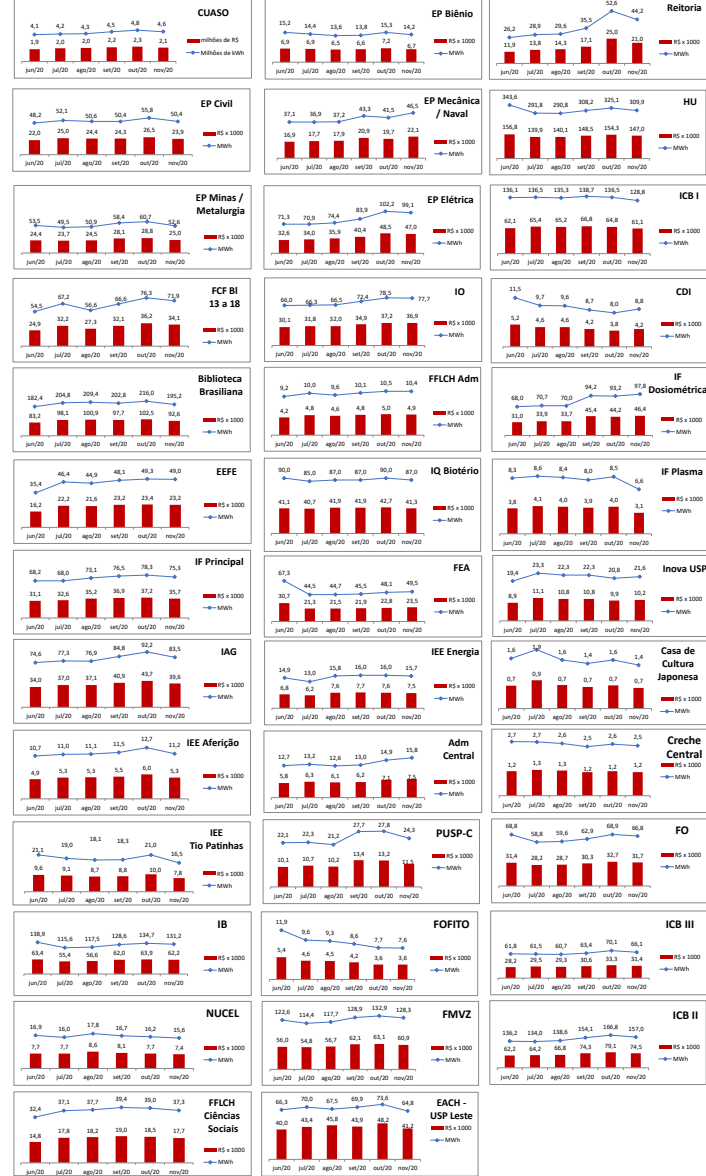 CUASO
4,1 4,2 4,3 4,5 4,8 4,6
1,9 2,0 2,0 2,2 2,3 2,1
milhões de R$
Milhões de kWh
jun/20 jul/20 ago/20 set/20 out/20 nov/20
EP Biênio
15,2 14,4 13,6 13,8 15,3 14,2
6,9 6,9 6,5 6,6 7,2 6,7
R$ x 1000
MWh
jun/20 jul/20 ago/20 set/20 out/20 nov/20
Reitoria
26,2 28,9 29,6 35,5 52,6 44,2
11,9 13,8 14,3 17,1 25,0 21,0
R$ x 1000
MWh
jun/20 jul/20 ago/20 set/20 out/20 nov/20
EP Civil
48,2 52,1 50,6 50,4 55,8 50,4
22,0 25,0 24,4 24,3 26,5 23,9
R$ x 1000
MWh
jun/20 jul/20 ago/20 set/20 out/20 nov/20
EP Mecânica
/ Naval
37,1 36,9 37,2 43,3 41,5 46,5
16,9 17,7 17,9 20,9 19,7 22,1
R$ x 1000
MWh
jun/20 jul/20 ago/20 set/20 out/20 nov/20
HU
343,6 291,8 290,8 308,2 325,1 309,9
156,8 139,9 140,1 148,5 154,3 147,0
R$ x 1000
MWh
jun/20 jul/20 ago/20 set/20 out/20 nov/20
EP Minas /
Metalurgia
53,5 49,5 50,9 58,4 60,7 52,6
24,4 23,7 24,5 28,1 28,8 25,0
R$ x 1000
MWh
jun/20 jul/20 ago/20 set/20 out/20 nov/20
EP Elétrica
71,3 70,9 74,4 83,9 102,2 99,1
32,6 34,0 35,9 40,4 48,5 47,0
R$ x 1000
MWh
jun/20 jul/20 ago/20 set/20 out/20 nov/20
ICB I
136,1 136,5 135,3 138,7 136,5 128,8
62,1 65,4 65,2 66,8 64,8 61,1
R$ x 1000
MWh
jun/20 jul/20 ago/20 set/20 out/20 nov/20
FCF Bl
13 a 18
54,5 67,2 56,6 66,6 76,3 71,9
24,9 32,2 27,3 32,1 36,2 34,1
R$ x 1000
MWh
jun/20 jul/20 ago/20 set/20 out/20 nov/20
IO
66,0 66,3 66,5 72,4 78,5 77,7
30,1 31,8 32,0 34,9 37,2 36,9
R$ x 1000
MWh
jun/20 jul/20 ago/20 set/20 out/20 nov/20
CDI
11,5 9,7 9,6 8,7 8,0 8,8
5,2 4,6 4,6 4,2 3,8 4,2
R$ x 1000
MWh
jun/20 jul/20 ago/20 set/20 out/20 nov/20
Biblioteca
Brasiliana
182,4 204,8 209,4 202,8 216,0 195,2
83,2 98,1 100,9 97,7 102,5 92,6
R$ x 1000
MWh
jun/20 jul/20 ago/20 set/20 out/20 nov/20
FFLCH Adm
9,2 10,0 9,6 10,1 10,5 10,4
4,2 4,8 4,6 4,8 5,0 4,9
R$ x 1000
MWh
jun/20 jul/20 ago/20 set/20 out/20 nov/20
IF
Dosiométrica
68,0 70,7 70,0 94,2 93,2 97,8
31,0 33,9 33,7 45,4 44,2 46,4
R$ x 1000
MWh
jun/20 jul/20 ago/20 set/20 out/20 nov/20
EEFE
35,4 46,4 44,9 48,1 49,3 49,0
16,2 22,2 21,6 23,2 23,4 23,2
R$ x 1000
MWh
jun/20 jul/20 ago/20 set/20 out/20 nov/20
IQ Biotério
90,0 85,0 87,0 87,0 90,0 87,0
41,1 40,7 41,9 41,9 42,7 41,3
R$ x 1000
MWh
jun/20 jul/20 ago/20 set/20 out/20 nov/20
IF Plasma
8,3 8,6 8,4 8,0 8,5 6,6
3,8 4,1 4,0 3,9 4,0 3,1
R$ x 1000
MWh
jun/20 jul/20 ago/20 set/20 out/20 nov/20
IF Principal
68,2 68,0 73,1 76,5 78,3 75,3
31,1 32,6 35,2 36,9 37,2 35,7
R$ x 1000
MWh
jun/20 jul/20 ago/20 set/20 out/20 nov/20
FEA
67,3 44,5 44,7 45,5 48,1 49,5
30,7 21,3 21,5 21,9 22,8 23,5
R$ x 1000
MWh
jun/20 jul/20 ago/20 set/20 out/20 nov/20
Inova USP
19,4 23,3 22,3 22,3 20,8 21,6
8,9 11,1 10,8 10,8 9,9 10,2
R$ x 1000
MWh
jun/20 jul/20 ago/20 set/20 out/20 nov/20
IAG
74,6 77,3 76,9 84,8 92,2 83,5
34,0 37,0 37,1 40,9 43,7 39,6
R$ x 1000
MWh
jun/20 jul/20 ago/20 set/20 out/20 nov/20
IEE Energia
14,9 13,0 15,8 16,0 16,0 15,7
6,8 6,2 7,6 7,7 7,6 7,5
R$ x 1000
MWh
jun/20 jul/20 ago/20 set/20 out/20 nov/20
Casa de
Cultura
Japonesa
1,6 1,9 1,6 1,4 1,6 1,4
0,7 0,9 0,7 0,7 0,7 0,7
R$ x 1000
MWh
jun/20 jul/20 ago/20 set/20 out/20 nov/20
IEE Aferição
10,7 11,0 11,1 11,5 12,7 11,2
4,9 5,3 5,3 5,5 6,0 5,3
R$ x 1000
MWh
jun/20 jul/20 ago/20 set/20 out/20 nov/20
Adm
Central
12,7 13,2 12,6 13,0 14,9 15,8
5,8 6,3 6,1 6,2 7,1 7,5
R$ x 1000
MWh
jun/20 jul/20 ago/20 set/20 out/20 nov/20
Creche
Central
2,7 2,7 2,6 2,5 2,6 2,5
1,2 1,3 1,3 1,2 1,2 1,2
R$ x 1000
MWh
jun/20 jul/20 ago/20 set/20 out/20 nov/20
IEE
Tio Patinhas
21,1 19,0 18,1 18,3 21,0 16,5
9,6 9,1 8,7 8,8 10,0 7,8
R$ x 1000
MWh
jun/20 jul/20 ago/20 set/20 out/20 nov/20
PUSP-C
22,1 22,3 21,2 27,7 27,8 24,3
10,1 10,7 10,2 13,4 13,2 11,5
R$ x 1000
MWh
jun/20 jul/20 ago/20 set/20 out/20 nov/20
FO
68,8 58,8 59,6 62,9 68,9 66,8
31,4 28,2 28,7 30,3 32,7 31,7
R$ x 1000
MWh
jun/20 jul/20 ago/20 set/20 out/20 nov/20
IB
138,9 115,6 117,5 128,6 134,7 131,2
63,4 55,4 56,6 62,0 63,9 62,2
R$ x 1000
MWh
jun/20 jul/20 ago/20 set/20 out/20 nov/20
FOFITO
11,9 9,6 9,3 8,6 7,7 7,6
5,4 4,6 4,5 4,2 3,6 3,6
R$ x 1000
MWh
jun/20 jul/20 ago/20 set/20 out/20 nov/20
ICB III
61,8 61,5 60,7 63,4 70,1 66,1
28,2 29,5 29,3 30,6 33,3 31,4
R$ x 1000
MWh
jun/20 jul/20 ago/20 set/20 out/20 nov/20
NUCEL
16,9 16,0 17,8 16,7 16,2 15,6
7,7 7,7 8,6 8,1 7,7 7,4
R$ x 1000
MWh
jun/20 jul/20 ago/20 set/20 out/20 nov/20
FMVZ
122,6 114,4 117,7 128,9 132,9 128,3
56,0 54,8 56,7 62,1 63,1 60,9
R$ x 1000
MWh
jun/20 jul/20 ago/20 set/20 out/20 nov/20
ICB II
136,2 134,0 138,6 154,1 166,8 157,0
62,2 64,2 66,8 74,3 79,1 74,5
R$ x 1000
MWh
jun/20 jul/20 ago/20 set/20 out/20 nov/20
FFLCH
Ciências
Sociais
32,4 37,1 37,7 39,4 39,0 37,3
14,8 17,8 18,2 19,0 18,5 17,7
R$ x 1000
MWh
jun/20 jul/20 ago/20 set/20 out/20 nov/20
EACH -
USP Leste
66,3 70,0 67,5 69,9 73,6 64,8
40,0 43,4 45,8 43,9 48,2 41,2
R$ x 1000
MWh
jun/20 jul/20 ago/20 set/20 out/20 nov/20